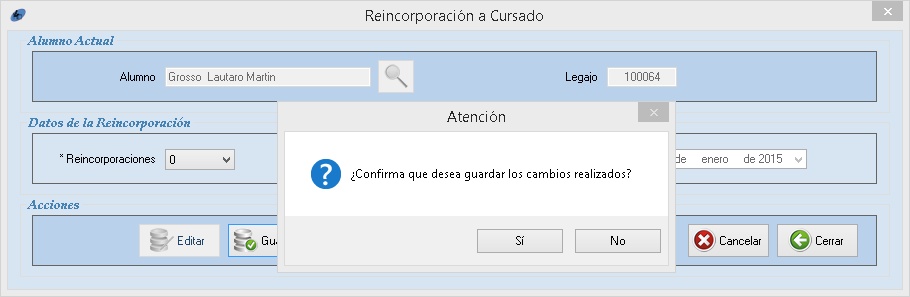 Reincorporación a Cursado
Alumno Actual
Alumno Grosso Lautaro Martin Legajo 100064
Atención
Datos de la Reincorporación
* Reincorporaciones 0 de enero de 2015
¿Confirma que desea guardar los cambios realizados?
Acciones
Editar Cancelar Cerrar
Sí No